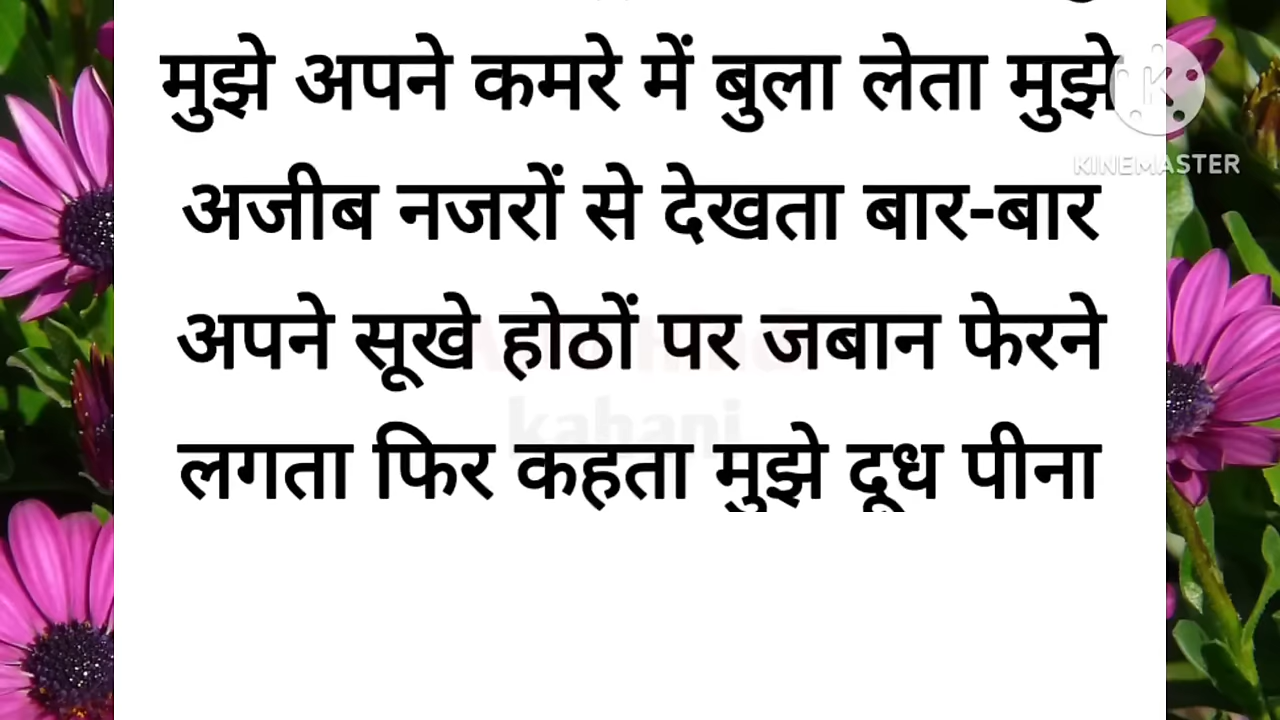 मुझे अपने कमरे में बुला लेता मुझे
KINEMASTER
अजीब नजरों से देखता बार-बार
अपने सूखे होठों पर जबान फेरने
kahani
लगता फिर कहता मुझे दूध पीना